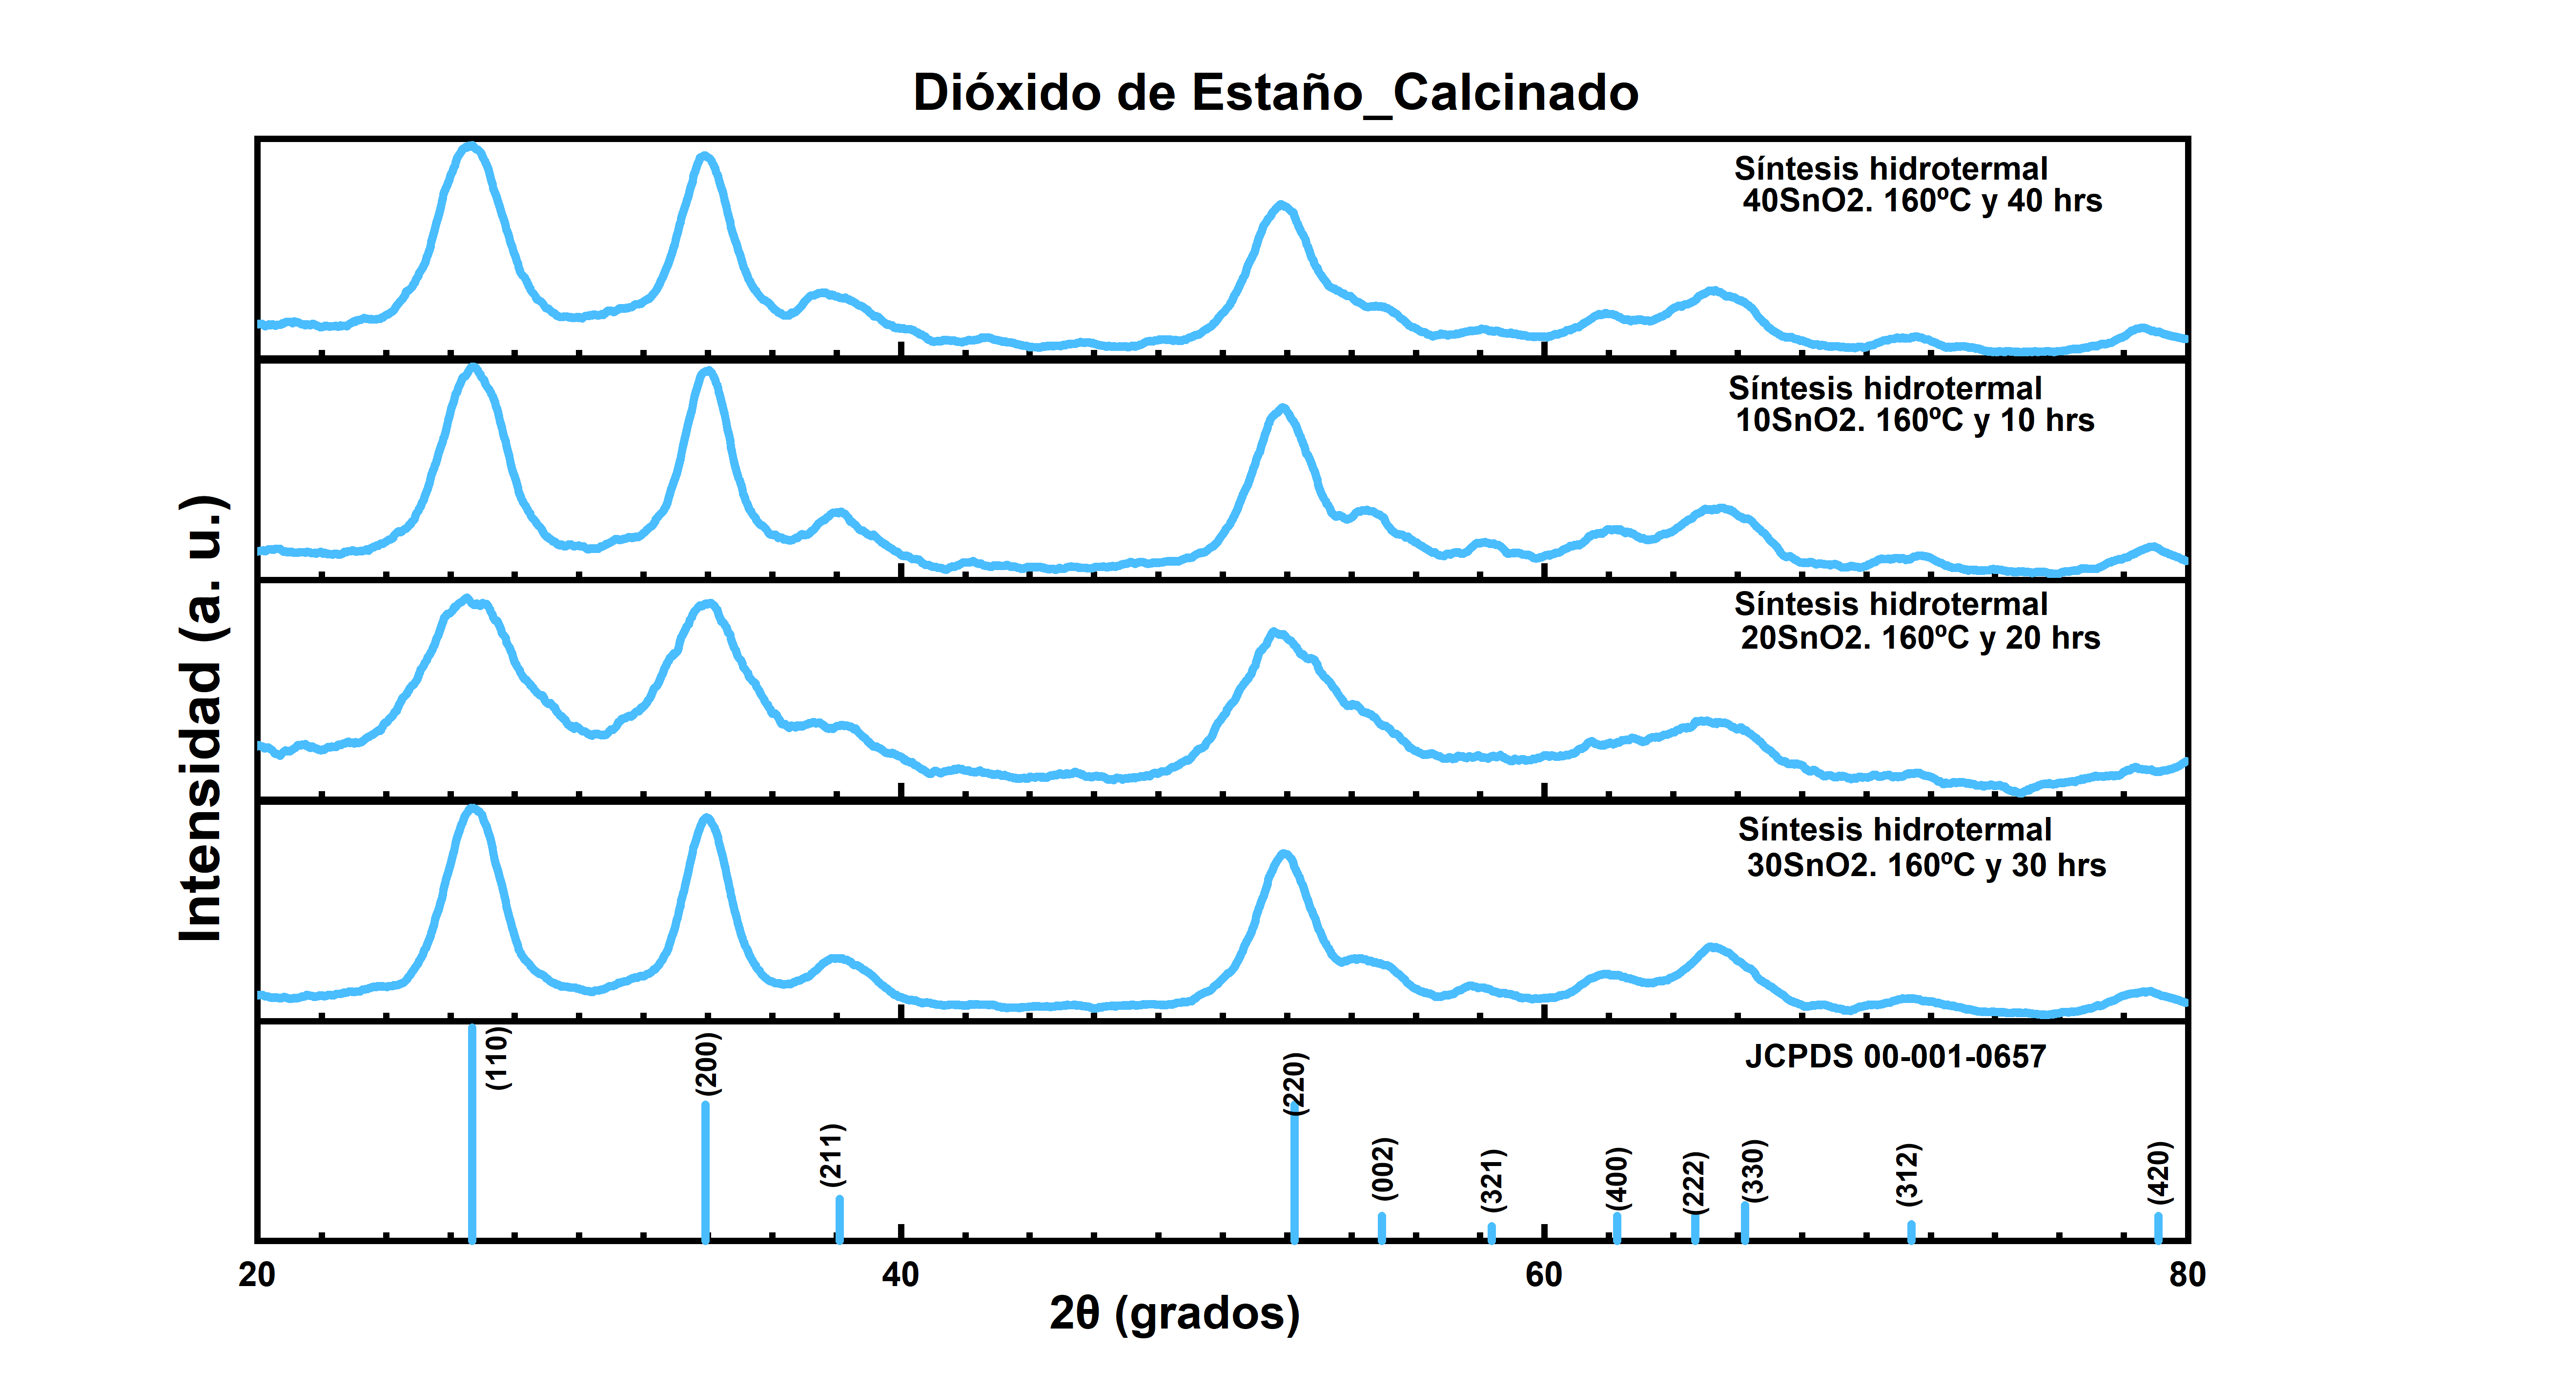 Dióxido de Estaño_Calcinado
Síntesis hidrotermal
40SnO2. 160ºC y 40 hrs
Síntesis hidrotermal
10SnO2. 160ºC y 10 hrs
Síntesis hidrotermal
20SnO2. 160ºC y 20 hrs
Síntesis hidrotermal
30SnO2. 160ºC y 30 hrs
Intensidad (a. u.)
JCPDS 00-001-0657
(110)
(200)
(211)
(220)
(002)
(321)
(400)
(222)
(330)
(312)
(420)
20 40 60 80
2θ (grados)